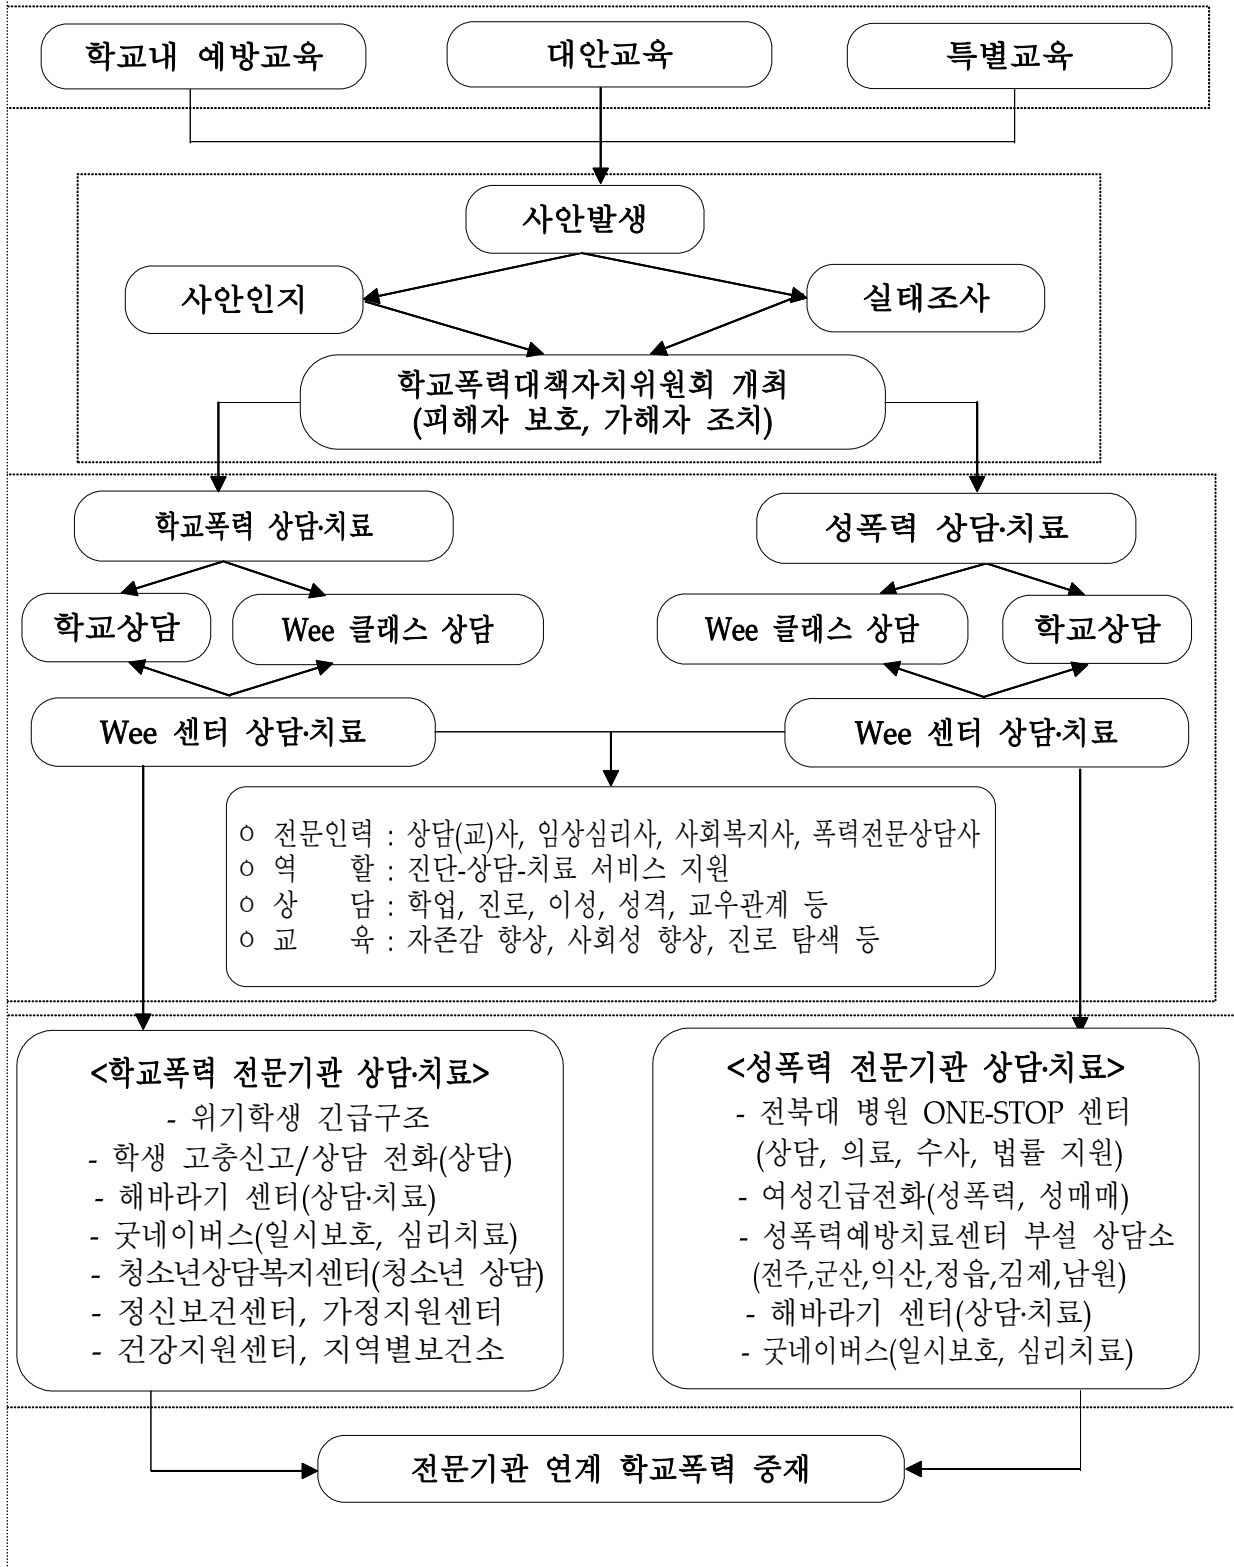 학교내 예방교육
대안교육
특별교육
사안발생
사안인지
실태조사
학교폭력대책자치위원회 개최
(피해자 보호, 가해자 조치)
학교폭력 상담·치료
성폭력 상담·치료
학교상담
Wee 클래스 상담
Wee 클래스 상담
학교상담
Wee 센터 상담·치료
Wee 센터 상담·치료
ㅇ 전문인력 : 상담(교)사, 임상심리사, 사회복지사, 폭력전문상담사
ㅇ 역 할 : 진단-상담-치료 서비스 지원
ㅇ 상 담 : 학업, 진로, 이성, 성격, 교우관계 등
ㅇ 교 육 : 자존감 향상, 사회성 향상, 진로 탐색 등
<학교폭력 전문기관 상담·치료>
- 위기학생 긴급구조
- 학생 고충신고/상담 전화(상담)
- 해바라기 센터(상담·치료)
- 굿네이버스(일시보호, 심리치료)
- 청소년상담복지센터(청소년 상담)
- 정신보건센터, 가정지원센터
- 건강지원센터, 지역별보건소
<성폭력 전문기관 상담·치료>
- 전북대 병원 ONE-STOP 센터
(상담, 의료, 수사, 법률 지원)
- 여성긴급전화(성폭력, 성매매)
- 성폭력예방치료센터 부설 상담소
(전주,군산,익산,정읍,김제,남원)
- 해바라기 센터(상담·치료)
- 굿네이버스(일시보호, 심리치료)
전문기관 연계 학교폭력 중재